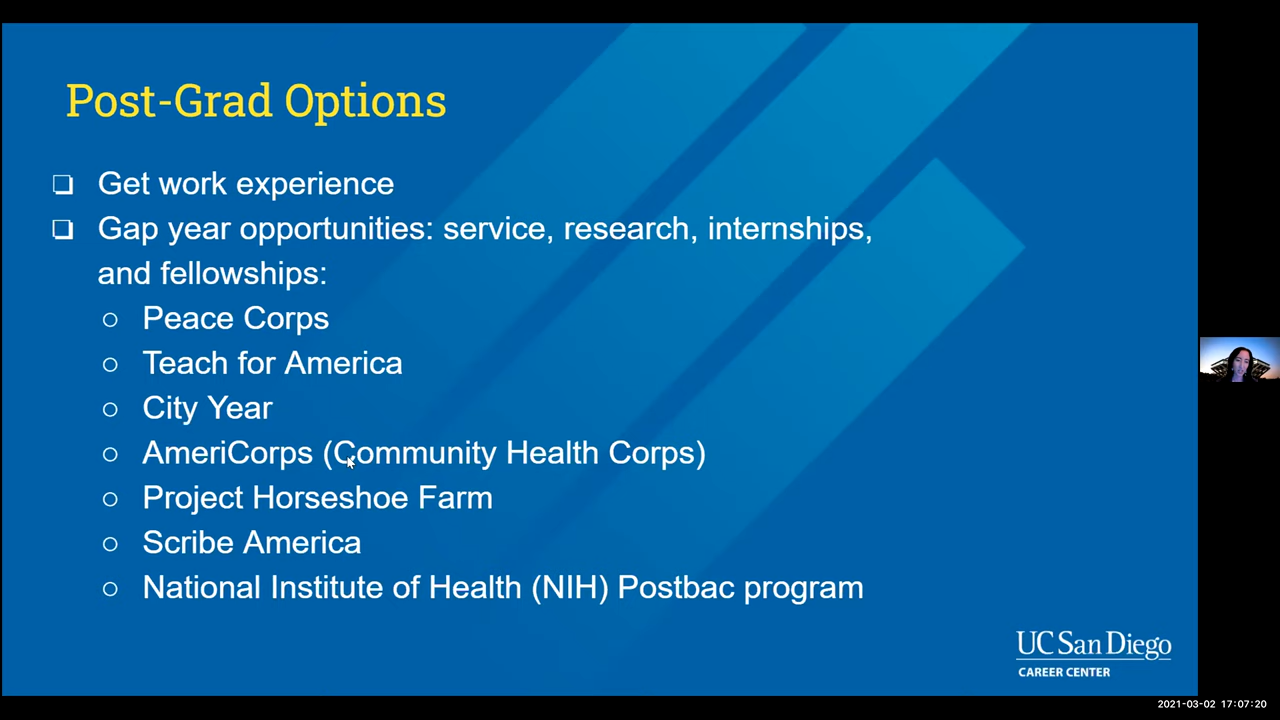 Post-Grad Options
❏ Get work experience
❏ Gap year opportunities: service, research, internships,
and fellowships:
○ Peace Corps
○ Teach for America
○ City Year
○ AmeriCorps (Community Health Corps)
○ Project Horseshoe Farm
○ Scribe America
○ National Institute of Health (NIH) Postbac program
UC San Diego
CAREER CENTER
2021-03-02 17:07:20